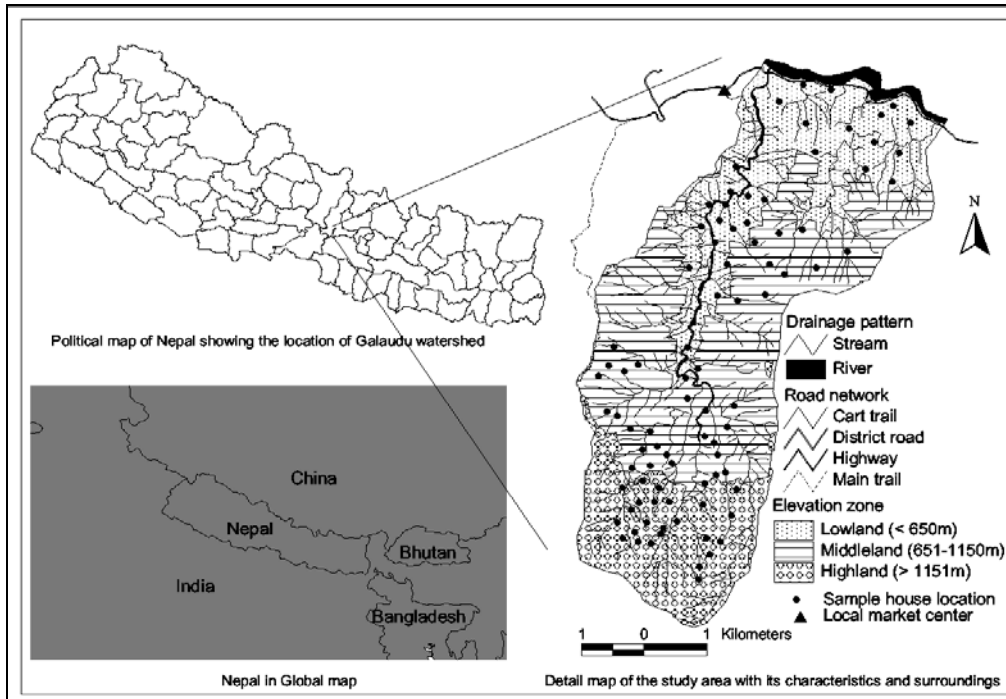 Political map of Nepal showing the location of Galaudu watershed
China
Nepal
Bhutan
India
Bangladesh
Nepal in Global map
N
Drainage pattern
Stream
River
Road network
Cart trail
District road
Highway
Main trail
Elevation zone
Lowland (< 650m)
Middleland (651-1150m)
Highland (> 1151m)
Sample house location
Local market center
1 0 1 Kilometers
Detail map of the study area with its characteristics and surroundings